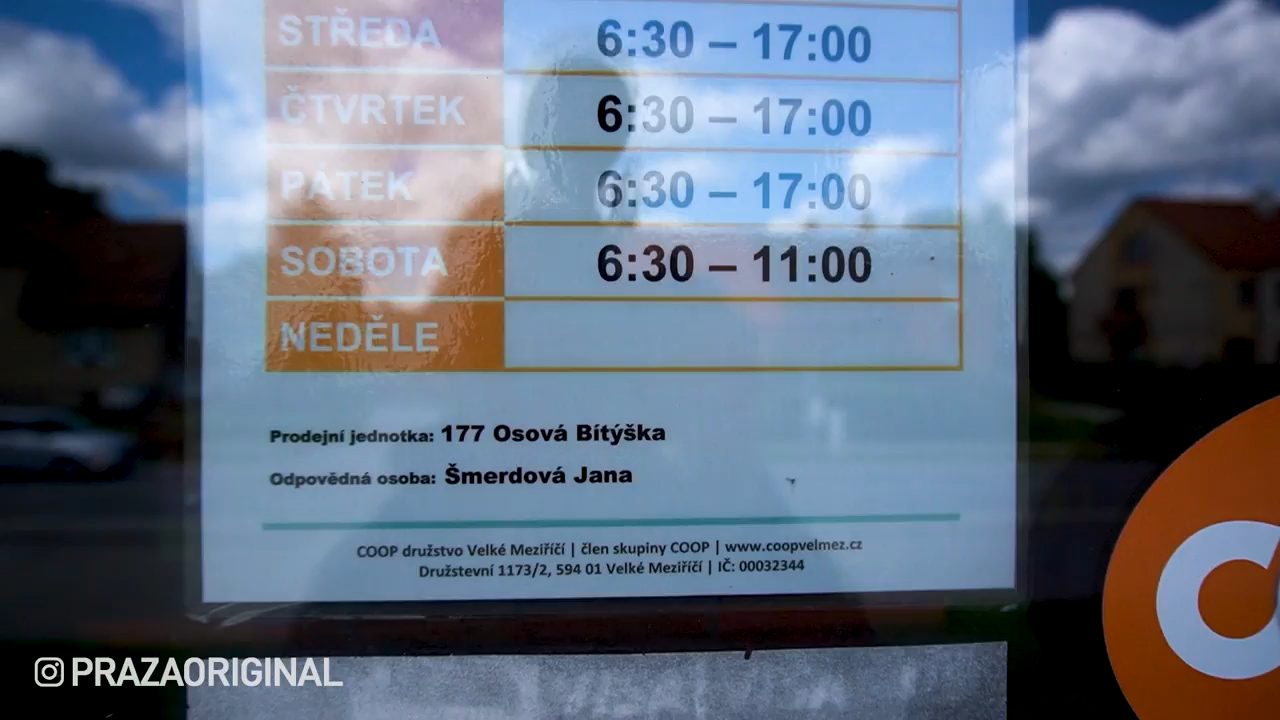 STŘEDA 6:30 – 17:00
ČTVRTEK 6:30 – 17:00
PÁTEK 6:30 – 17:00
SOBOTA 6:30 – 11:00
NEDĚLE
Prodejní jednotka: 177 Osová Bítýška
Odpovědná osoba: Šmerdová Jana
COOP družstvo Velké Meziříčí | člen skupiny COOP | www.coopvelmez.cz
Družstevní 1173/2, 594 01 Velké Meziříčí | IČ: 00032344
PRAZAORIGINAL